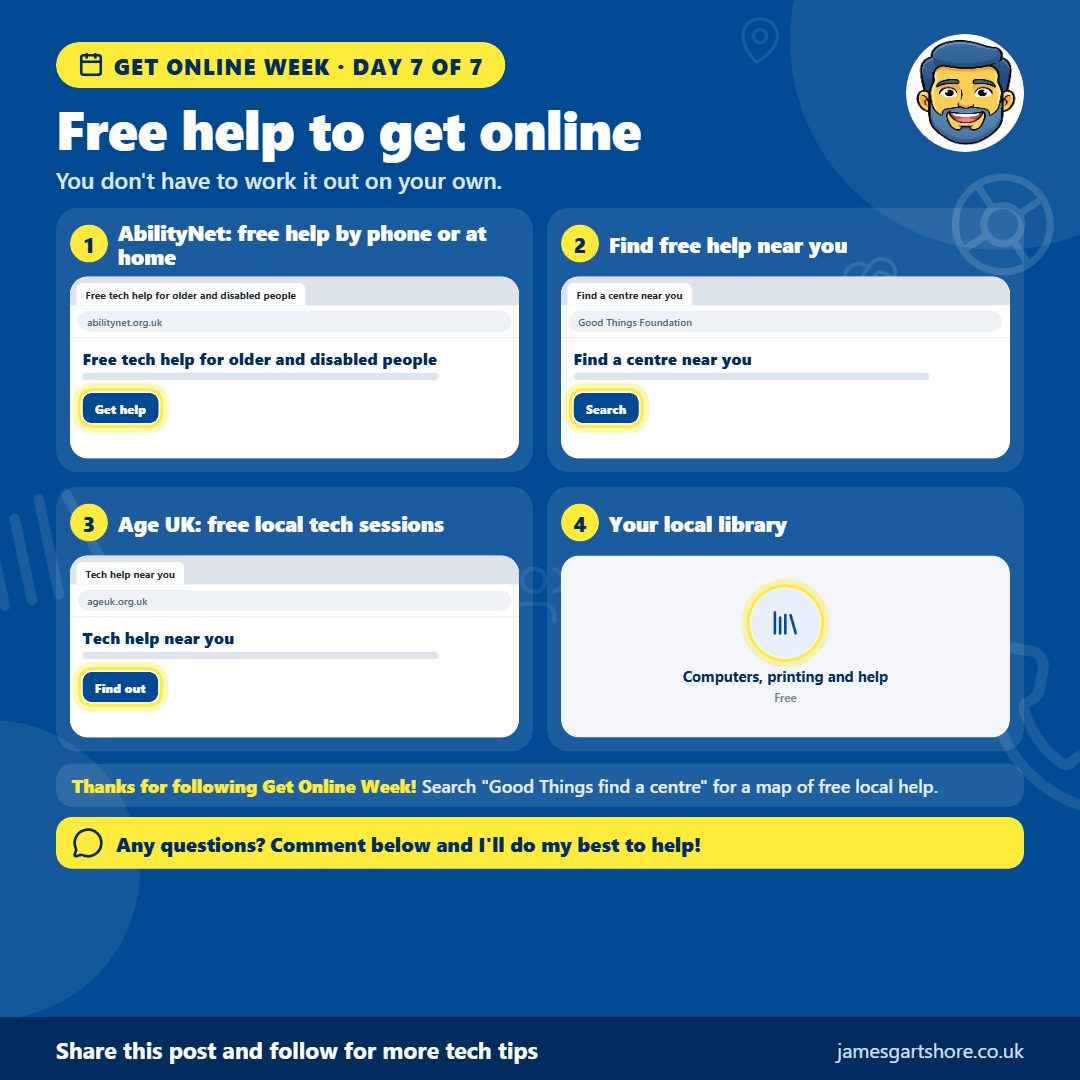 GET ONLINE WEEK · DAY 7 OF 7
Free help to get online
You don't have to work it out on your own.
1
AbilityNet: free help by phone or at
home
Free tech help for older and disabled people
abilitynet.org.uk
Free tech help for older and disabled people
Get help
2
Find free help near you
Find a centre near you
Good Things Foundation
Find a centre near you
Search
3
Age UK: free local tech sessions
Tech help near you
ageuk.org.uk
Tech help near you
Find out
4
Your local library
Computers, printing and help
Free
Thanks for following Get Online Week! Search "Good Things find a centre" for a map of free local help.
Any questions? Comment below and I'll do my best to help!
Share this post and follow for more tech tips
jamesgartshore.co.uk